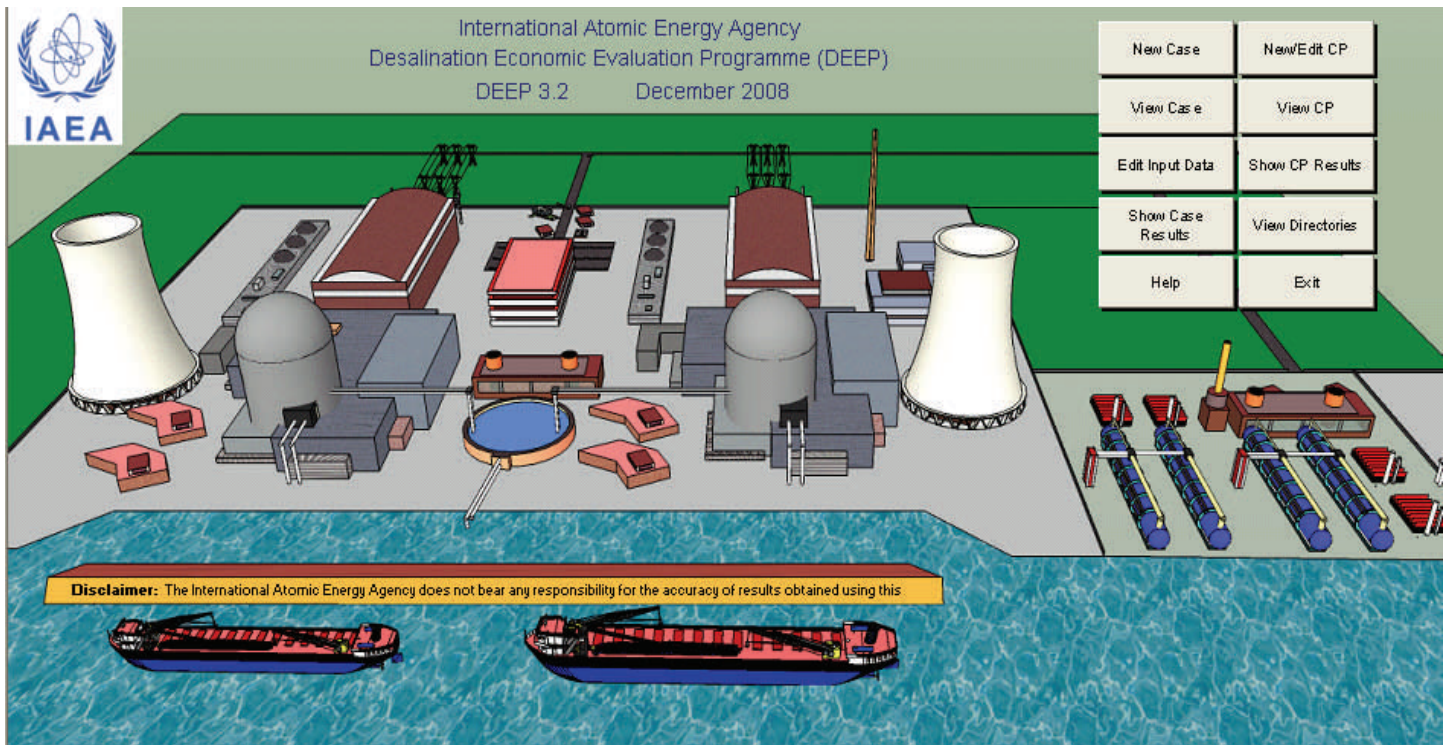 International Atomic Energy Agency
Desalination Economic Evaluation Programme (DEEP)
DEEP 3.2 December 2008
IAEA
New Case
New/Edit CP
View Case
View CP
Edit Input Data
Show CP Results
Show Case
Results
View Directories
Help
Exit
Disclaimer: The International Atomic Energy Agency does not bear any responsibility for the accuracy of results obtained using this